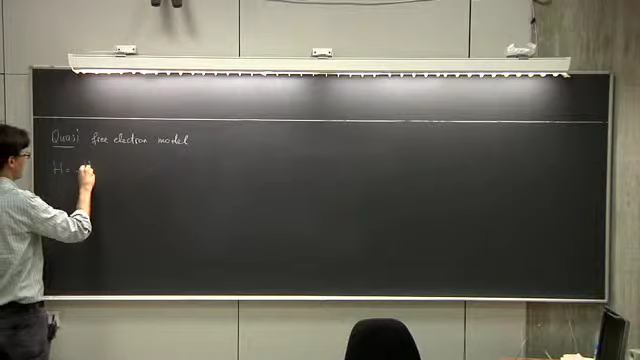 Quasi free electron model
H =